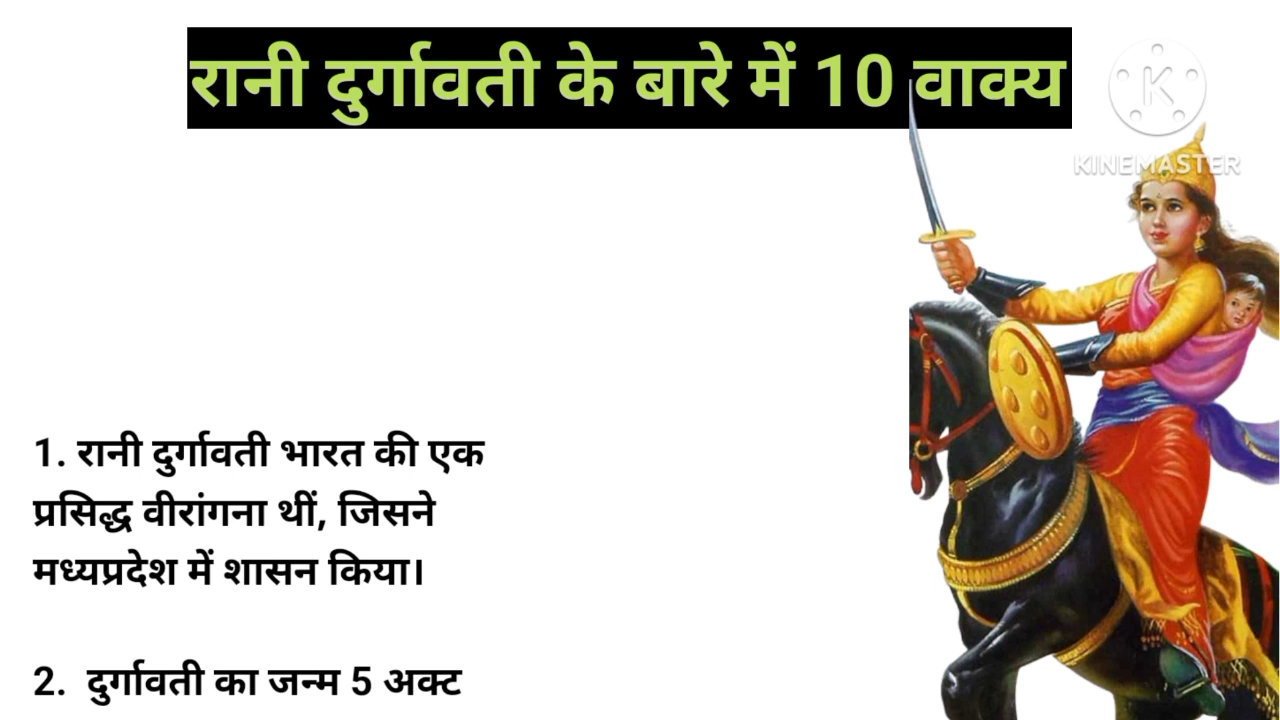 रानी दुर्गावती के बारे में 10 वाक्य
KINEMASTER
1. रानी दुर्गावती भारत की एक
प्रसिद्ध वीरांगना थीं, जिसने
मध्यप्रदेश में शासन किया।
2. दुर्गावती का जन्म 5 अक्ट